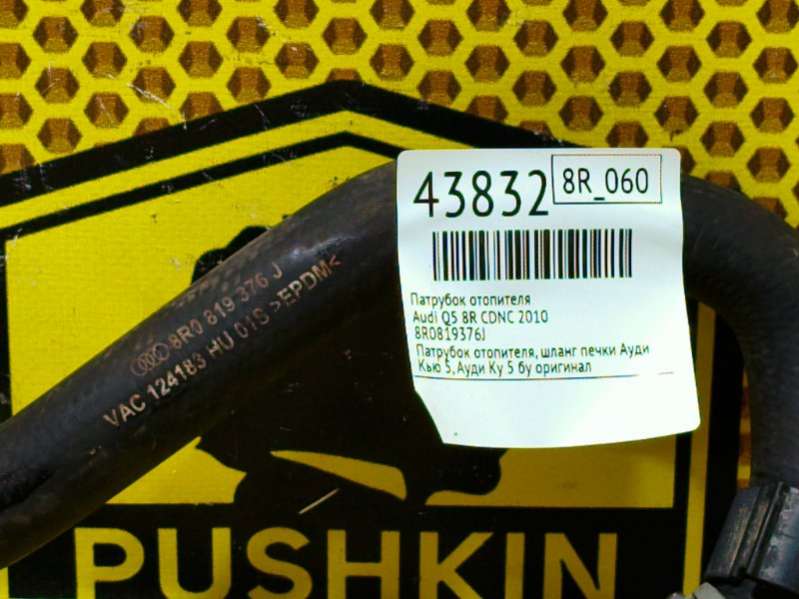 43832
8R_060
Патрубок отопителя
Audi Q5 8R CDNC 2010
8R0819376J
Патрубок отопителя, шланг печки Ауди
Кью 5, Ауди Ку 5 бу оригинал
8R0 819 376 J
VAC 124183 HU 01S >EPDM<
PUSHKIN